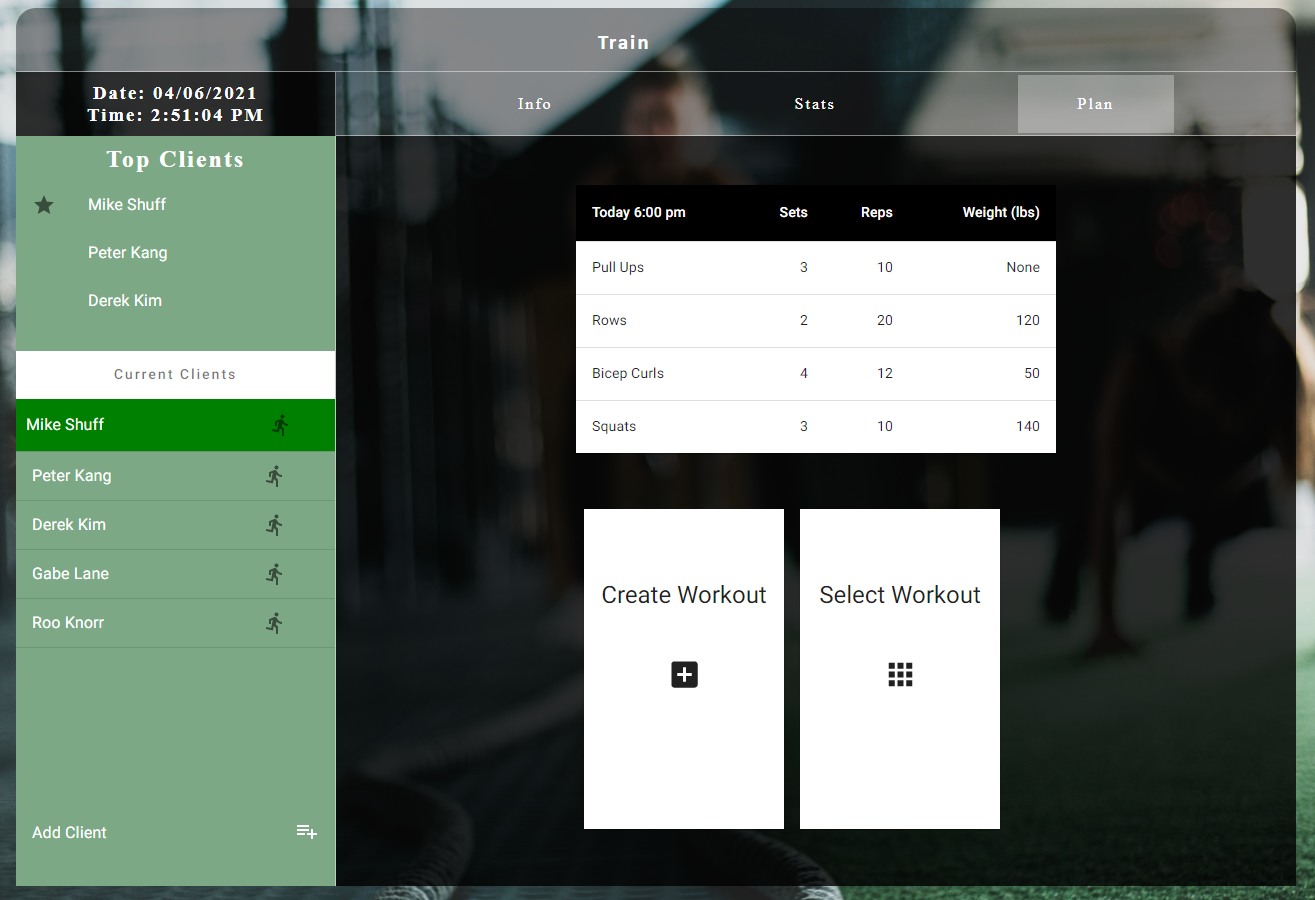 Train
Date: 04/06/2021
Time: 2:51:04 PM
Info Stats Plan
Top Clients
Mike Shuff
Peter Kang
Derek Kim
Current Clients
Mike Shuff
Peter Kang
Derek Kim
Gabe Lane
Roo Knorr
Add Client
Today 6:00 pm Sets Reps Weight (lbs)
Pull Ups 3 10 None
Rows 2 20 120
Bicep Curls 4 12 50
Squats 3 10 140
Create Workout
Select Workout